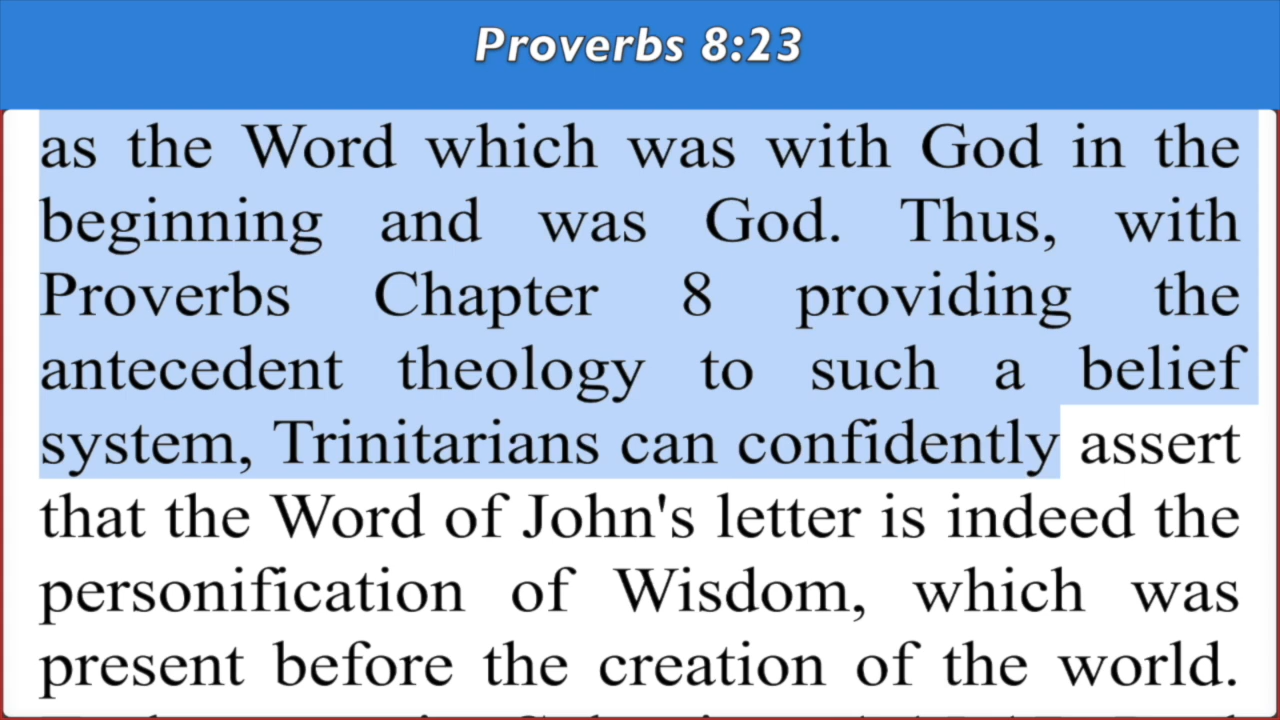 Proverbs 8:23
as the Word which was with God in the
beginning and was God. Thus, with
Proverbs Chapter 8 providing the
antecedent theology to such a belief
system, Trinitarians can confidently assert
that the Word of John's letter is indeed the
personification of Wisdom, which was
present before the creation of the world.